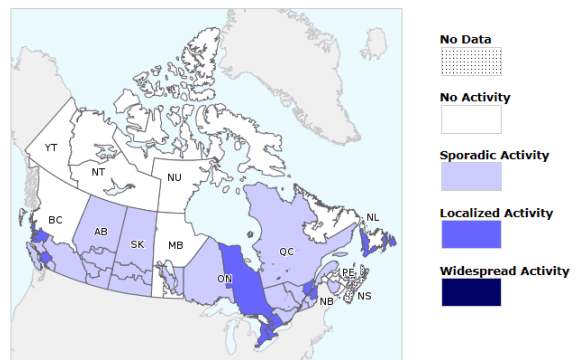 No Data
No Activity
Sporadic Activity
Localized Activity
Widespread Activity
YT
NT
NU
BC
AB
SK
MB
ON
QC
NL
PE
NB
NS